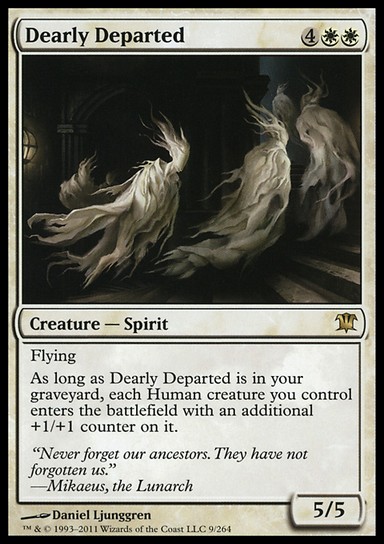 Dearly Departed 4
Creature — Spirit
Flying
As long as Dearly Departed is in your
graveyard, each Human creature you control
enters the battlefield with an additional
+1/+1 counter on it.
“Never forget our ancestors. They have not
forgotten us.”
—Mikaeus, the Lunarch
Daniel Ljunggren
5/5
™ & © 1993–2011 Wizards of the Coast LLC 9/264